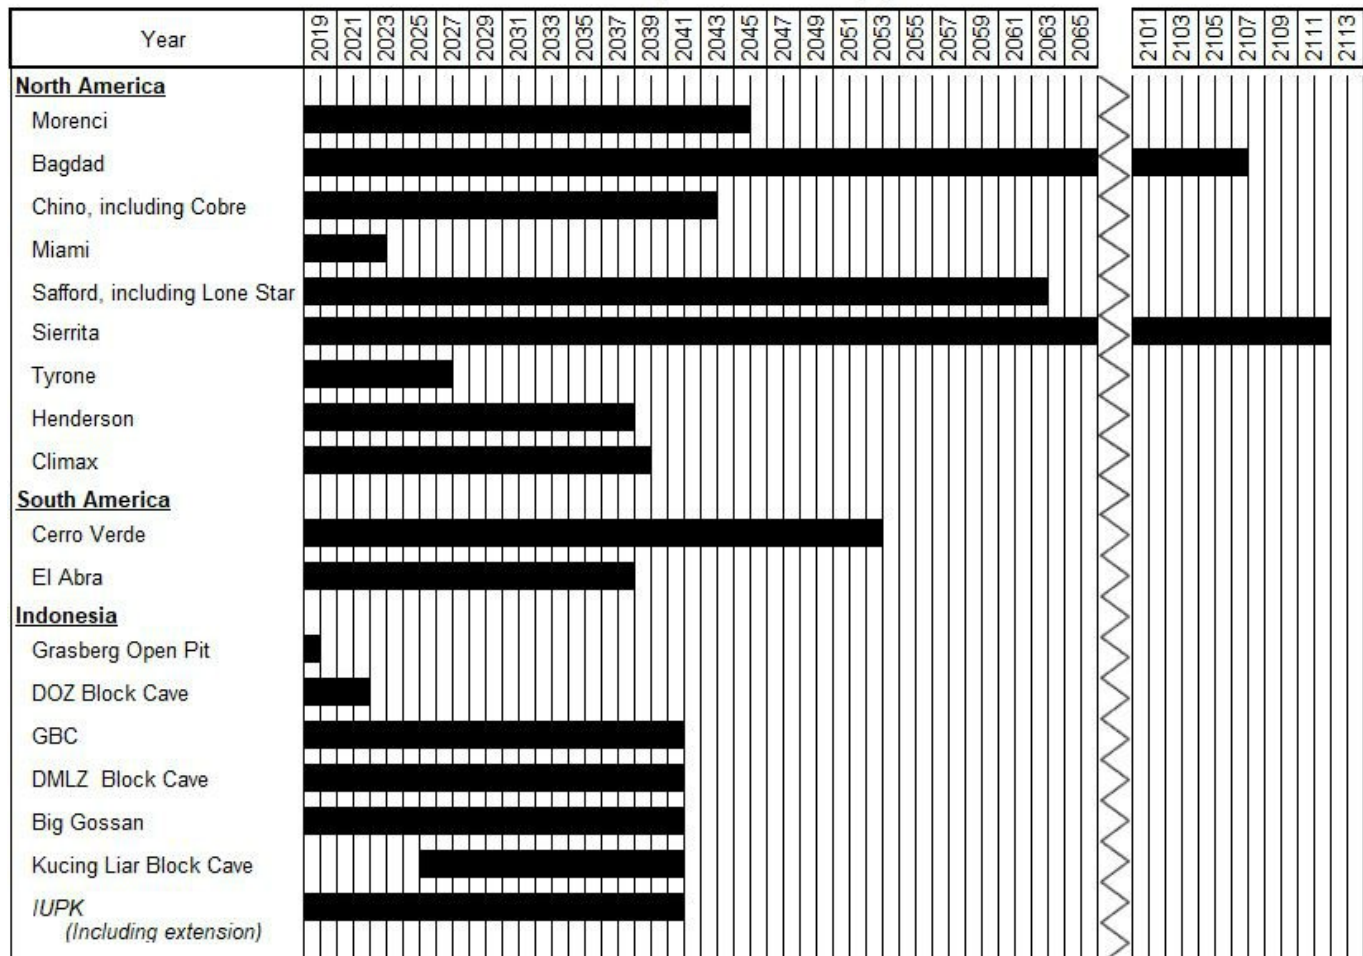 Year 2019 2021 2023 2025 2027 2029 2031 2033 2035 2037 2039 2041 2043 2045 2047 2049 2051 2053 2055 2057 2059 2061 2063 2065 2101 2103 2105 2107 2109 2111 2113
North America
Morenci
Bagdad
Chino, including Cobre
Miami
Safford, including Lone Star
Sierrita
Tyrone
Henderson
Climax
South America
Cerro Verde
El Abra
Indonesia
Grasberg Open Pit
DOZ Block Cave
GBC
DMLZ Block Cave
Big Gossan
Kucing Liar Block Cave
IUPK
(Including extension)